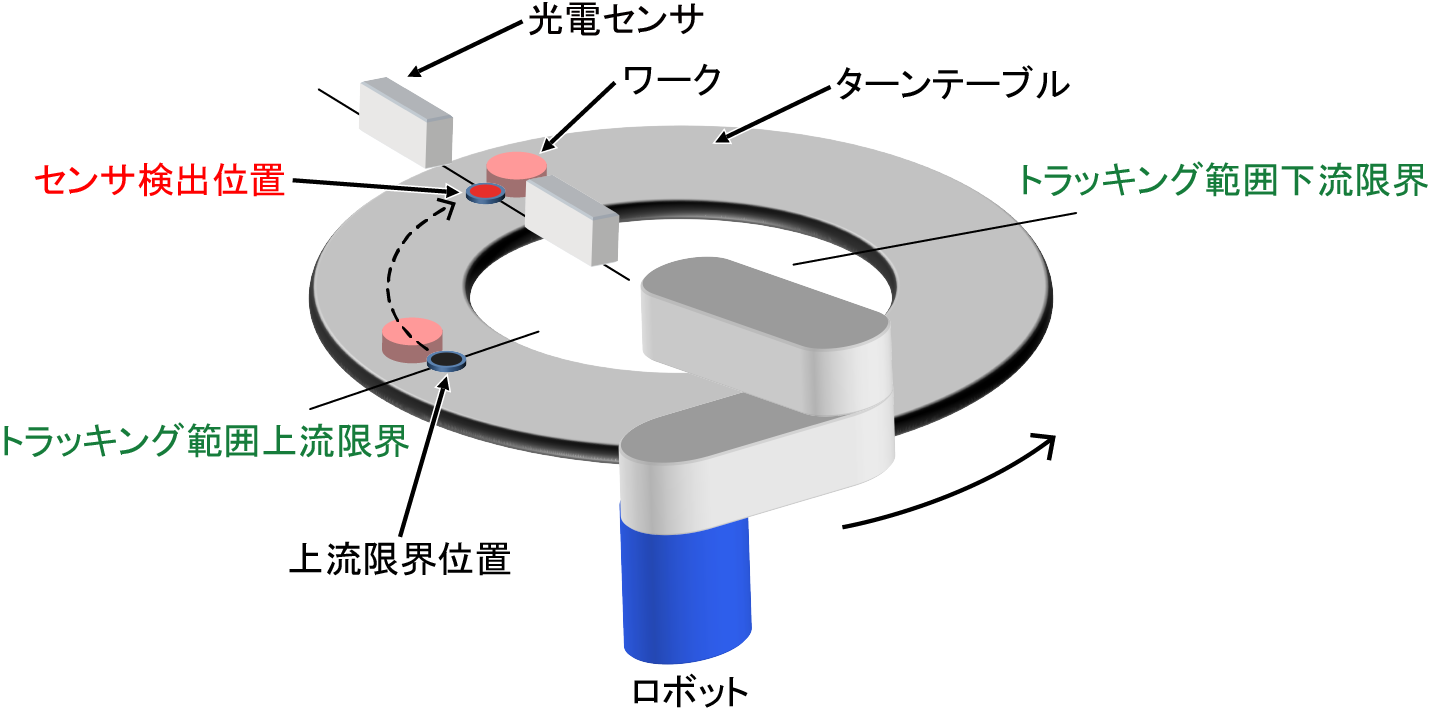 光電センサ
ワーク
ターンテーブル
センサ検出位置
トラッキング範囲下流限界
トラッキング範囲上流限界
上流限界位置
ロボット